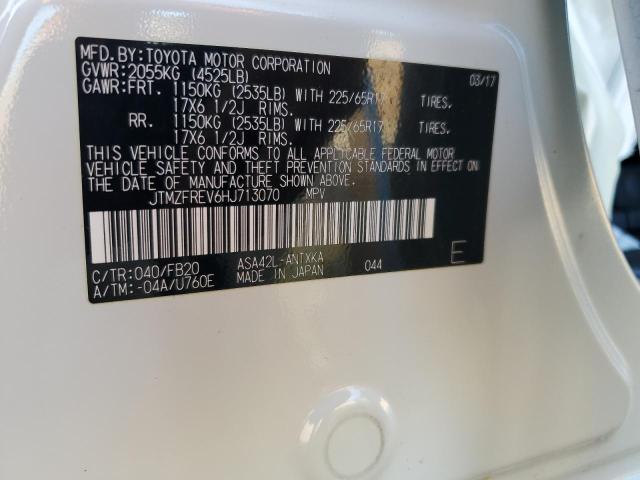 MFD.BY:TOYOTA MOTOR CORPORATION 03/17
GVWR:2055KG (4525LB)
GAWR:FRT. 1150KG (2535LB) WITH 225/65R17 TIRES.
17X6 1/2J RIMS.
RR. 1150KG (2535LB) WITH 225/65R17 TIRES.
17X6 1/2J RIMS.
THIS VEHICLE CONFORMS TO ALL APPLICABLE FEDERAL MOTOR
VEHICLE SAFETY AND THEFT PREVENTION STANDARDS IN EFFECT ON
THE DATE OF MANUFACTURE SHOWN ABOVE.
JTMZFREV6HJ713070 MPV
C/TR:040/FB20 ASA42L-ANTXKA 044 E
A/TM:-04A/U760E MADE IN JAPAN